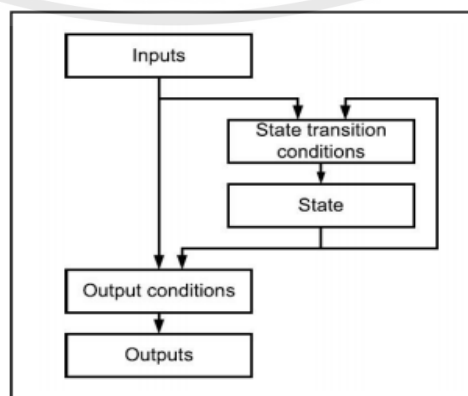 Inputs
State transition
conditions
State
Output conditions
Outputs